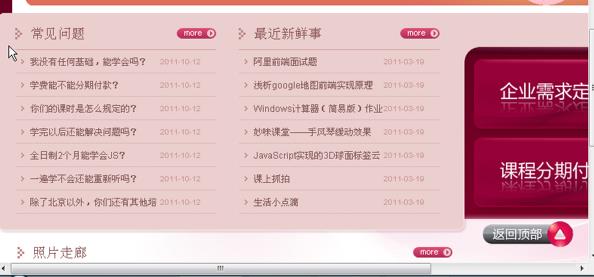 常见问题
more
我没有任何基础，能学会吗？ 2011-10-12
学费能不能分期付款？ 2011-10-12
你们的课时是怎么规定的？ 2011-10-12
学完以后还能解决问题吗？ 2011-10-12
全日制2个月能学会JS？ 2011-10-12
一遍学不会还能重新听吗？ 2011-10-12
除了北京以外，你们还有其他培 2011-10-12
最近新鲜事
more
阿里前端面试题 2011-03-19
浅析google地图前端实现原理 2011-03-19
Windows计算器（简易版）作业 2011-03-19
妙味课堂——手风琴缓动效果 2011-03-19
JavaScript实现的3D球面标签云 2011-03-19
课上抓拍 2011-03-19
生活小点滴 2011-03-19
企业需求定
课程分期付
返回顶部
照片走廊
more